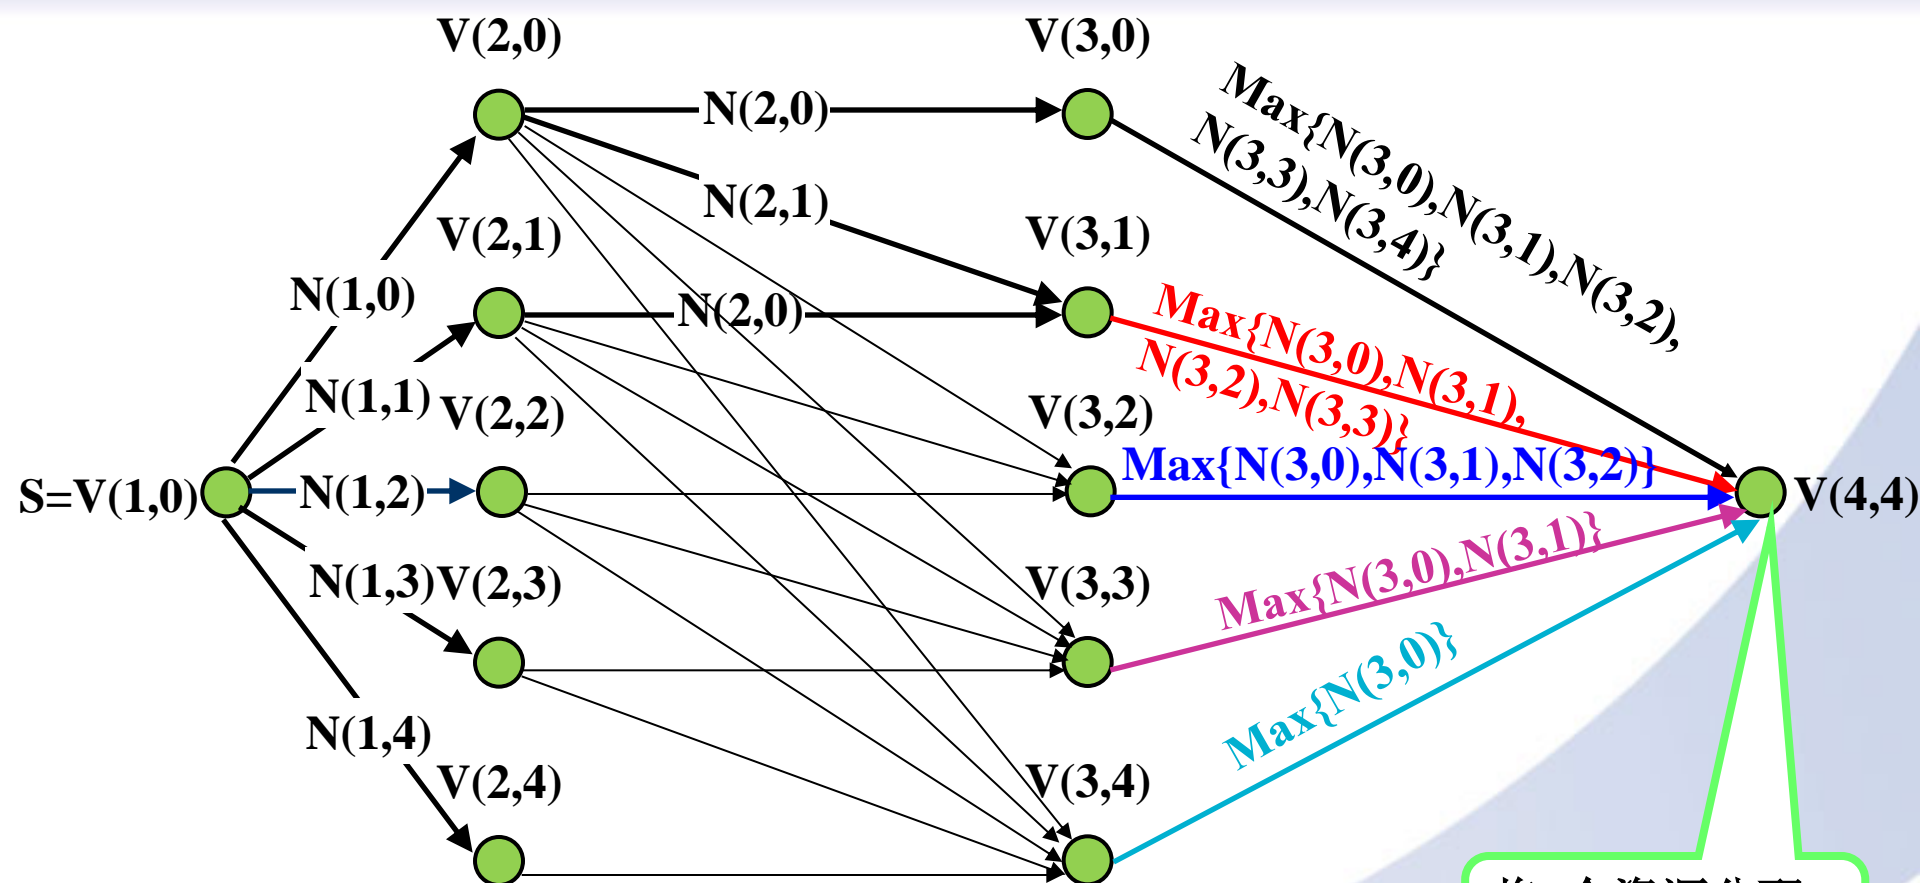 V(2,0)
V(3,0)
Max{N(3,0),N(3,1),N(3,2),
N(3,3),N(3,4)}
N(2,0)
N(2,1)
V(2,1)
V(3,1)
N(1,0)
N(2,0)
Max{N(3,0),N(3,1),
N(3,2),N(3,3)}
N(1,1)
V(2,2)
V(3,2)
Max{N(3,0),N(3,1),N(3,2)}
S=V(1,0)
N(1,2)
V(4,4)
Max{N(3,0),N(3,1)}
N(1,3)
V(2,3)
V(3,3)
Max{N(3,0)}
N(1,4)
V(2,4)
V(3,4)